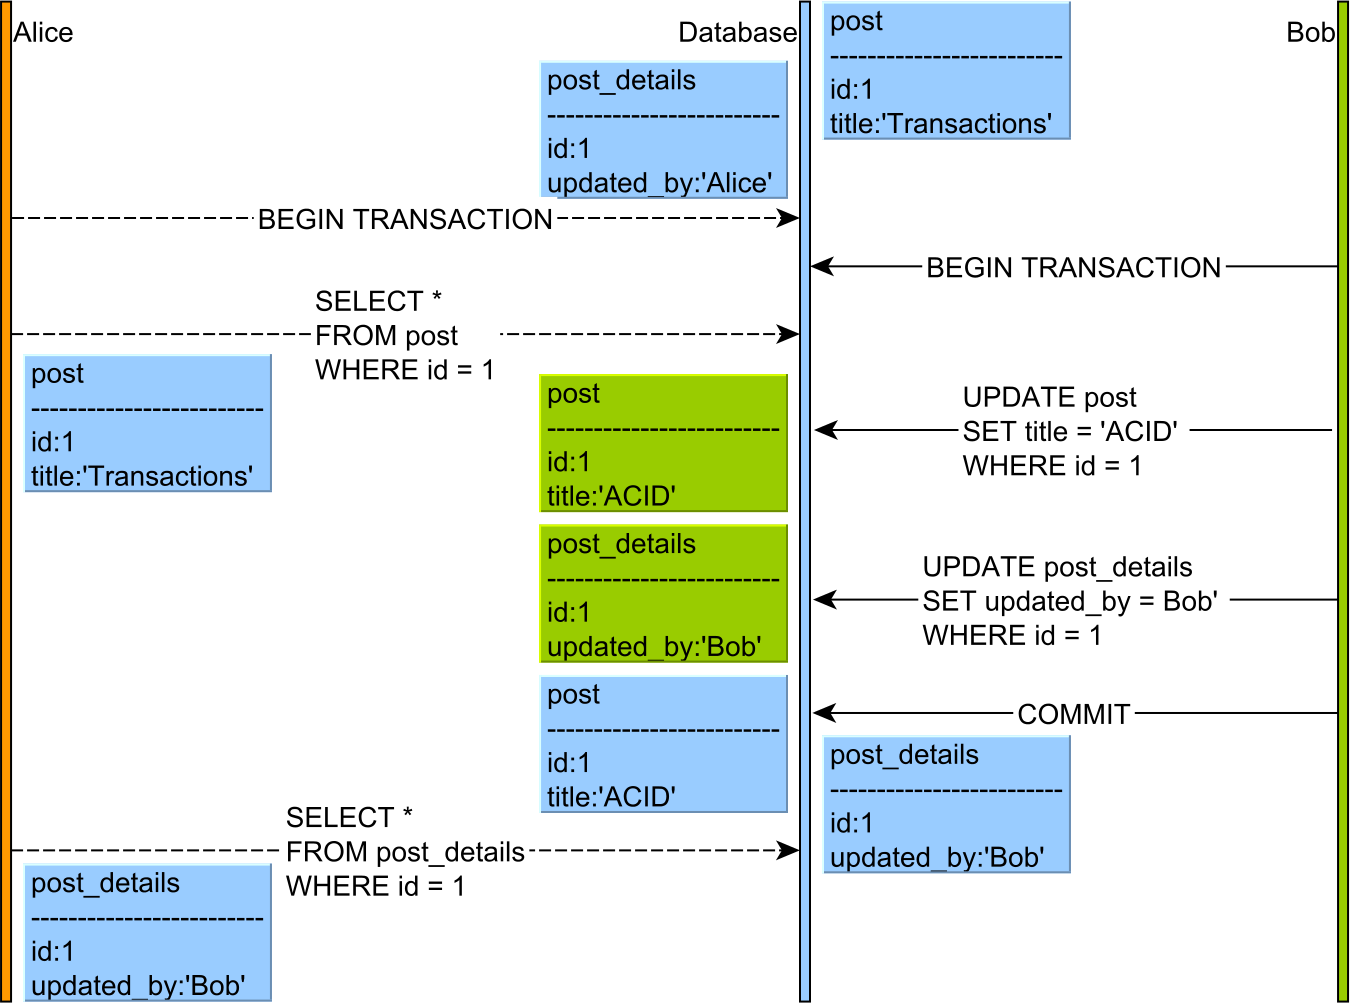 Alice
Database
Bob
post
-------------------------
id:1
title:'Transactions'
post_details
-------------------------
id:1
updated_by:'Alice'
BEGIN TRANSACTION
BEGIN TRANSACTION
SELECT *
FROM post
WHERE id = 1
post
-------------------------
id:1
title:'Transactions'
UPDATE post
SET title = 'ACID'
WHERE id = 1
post
-------------------------
id:1
title:'ACID'
UPDATE post_details
SET updated_by = Bob'
WHERE id = 1
post_details
-------------------------
id:1
updated_by:'Bob'
COMMIT
post
-------------------------
id:1
title:'ACID'
post_details
-------------------------
id:1
updated_by:'Bob'
SELECT *
FROM post_details
WHERE id = 1
post_details
-------------------------
id:1
updated_by:'Bob'